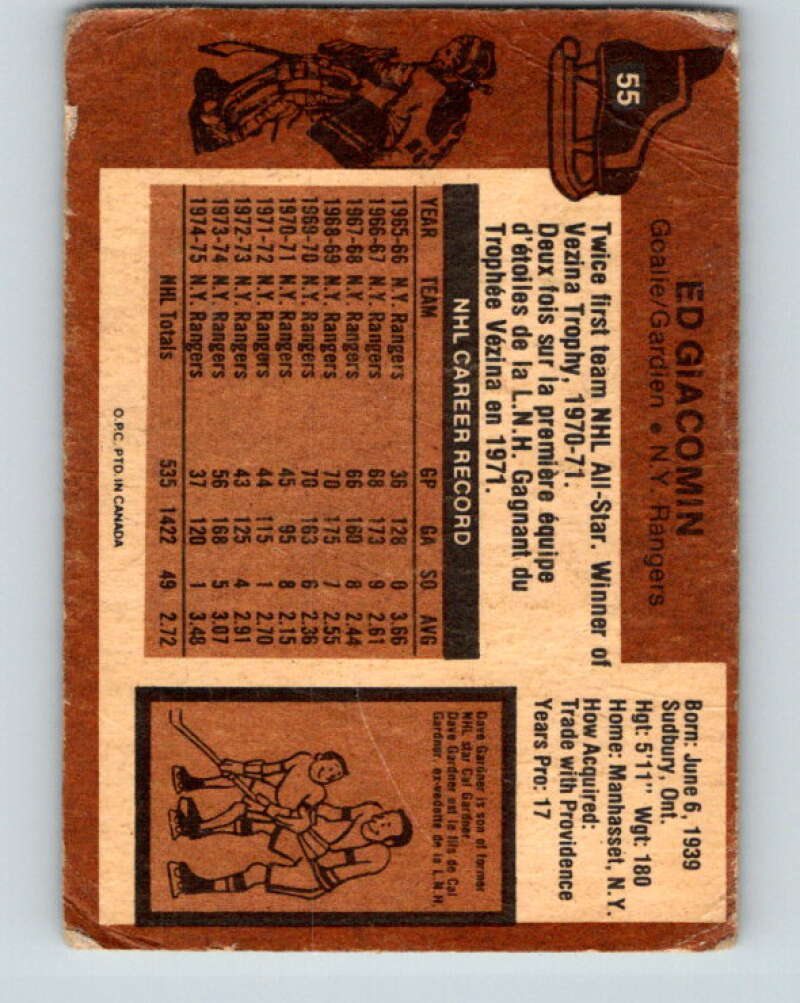 55
ED GIACOMIN
Goalie/Gardien • N.Y. Rangers
Born: June 6, 1939
Sudbury, Ont.
Hgt: 5'11" Wgt: 180
Home: Manhasset, N.Y.
How Acquired:
Trade with Providence
Years Pro: 17
Twice first team NHL All-Star. Winner of
Vezina Trophy, 1970-71.
Deux fois sur la première équipe
d'étoiles de la L.N.H. Gagnant du
Trophée Vézina en 1971.
NHL CAREER RECORD
YEAR TEAM GP GA SO AVG
1965-66 N.Y. Rangers 36 128 0 3.66
1966-67 N.Y. Rangers 68 173 9 2.61
1967-68 N.Y. Rangers 66 160 8 2.44
1968-69 N.Y. Rangers 70 175 7 2.55
1969-70 N.Y. Rangers 70 163 6 2.36
1970-71 N.Y. Rangers 45 95 8 2.15
1971-72 N.Y. Rangers 44 115 1 2.70
1972-73 N.Y. Rangers 43 125 4 2.91
1973-74 N.Y. Rangers 56 168 5 3.07
1974-75 N.Y. Rangers 37 120 1 3.48
NHL Totals 535 1422 49 2.72
Dave Gardner is son of former
NHL star Cal Gardner.
Dave Gardner est le fils de Cal
Gardner, ex-vedette de la L.N.H.
O.P.C. PTD. IN CANADA